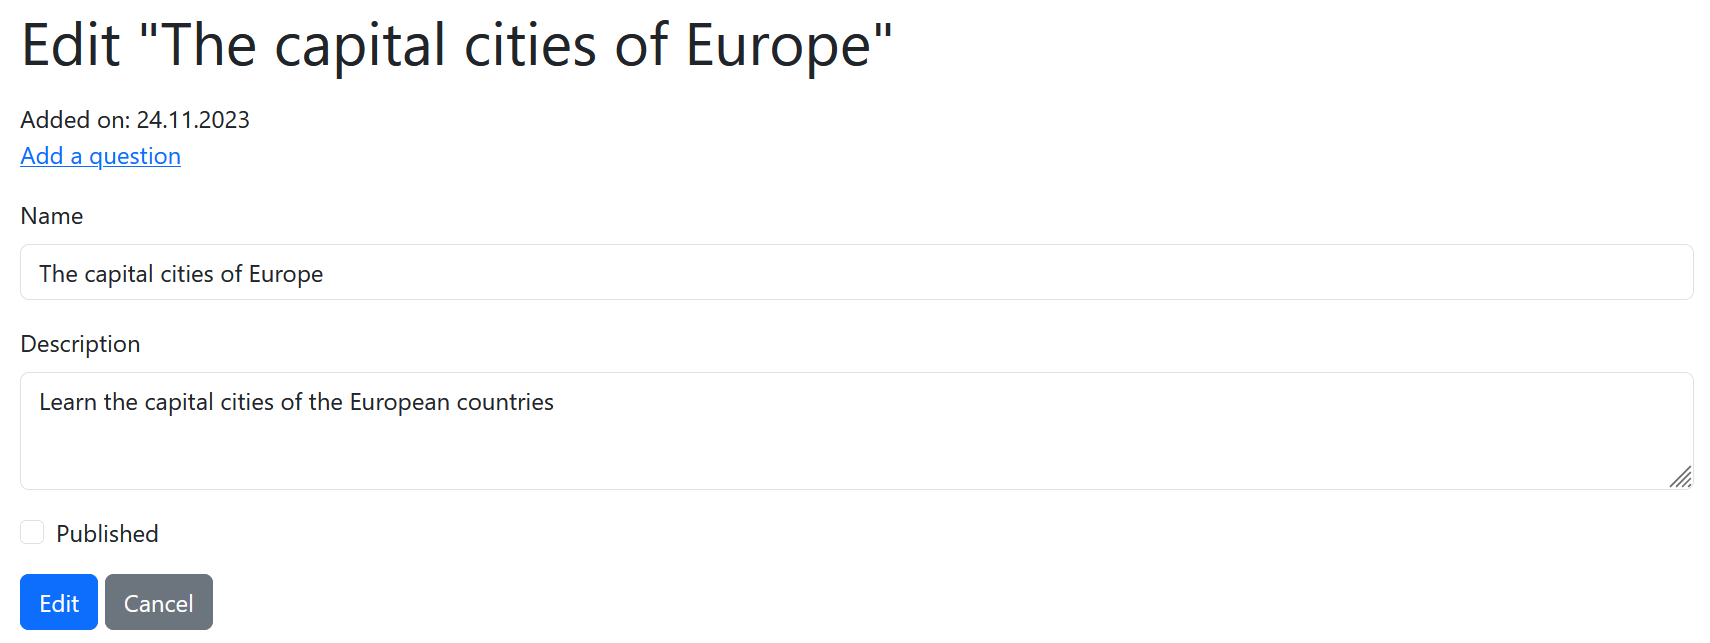 Edit "The capital cities of Europe"
Added on: 24.11.2023
Add a question
Name
The capital cities of Europe
Description
Learn the capital cities of the European countries
Published
Edit Cancel